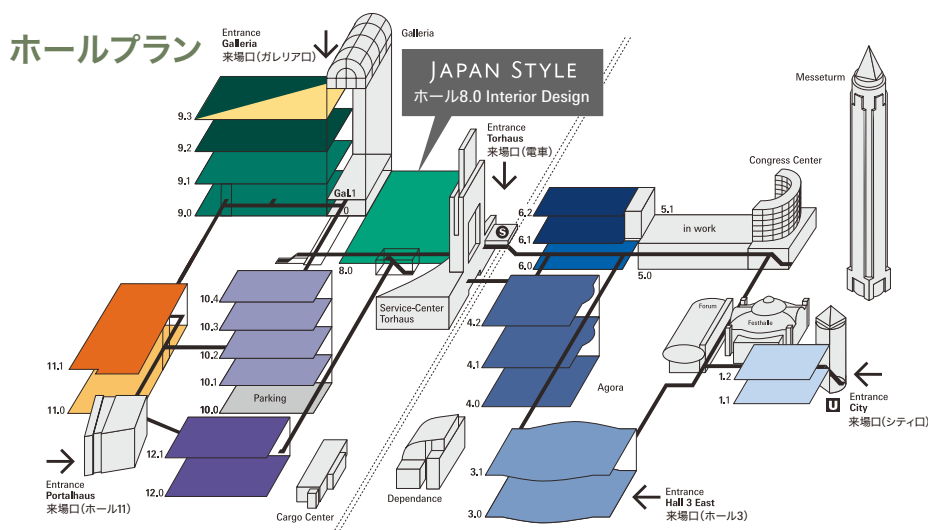 ホールプラン
Entrance
Galleria
来場口(ガレリア口)
Galleria
JAPAN STYLE
ホール8.0 Interior Design
Messeturm
Entrance
Torhaus
来場口(電車)
Congress Center
9.3
9.2
9.1
9.0
Gal.1
0
8.0
S
6.2
6.1
6.0
5.1
in work
5.0
Service-Center
Torhaus
4
4.2
4.1
4.0
Agora
Forum
Festhalle
1.2
1.1
U
Entrance
City
来場口(シティ口)
10.4
10.3
10.2
10.1
10.0
Parking
11.1
11.0
12.1
12.0
Entrance
Portalhaus
来場口(ホール11)
Cargo Center
Dependance
3.1
3.0
Entrance
Hall 3 East
来場口(ホール3)